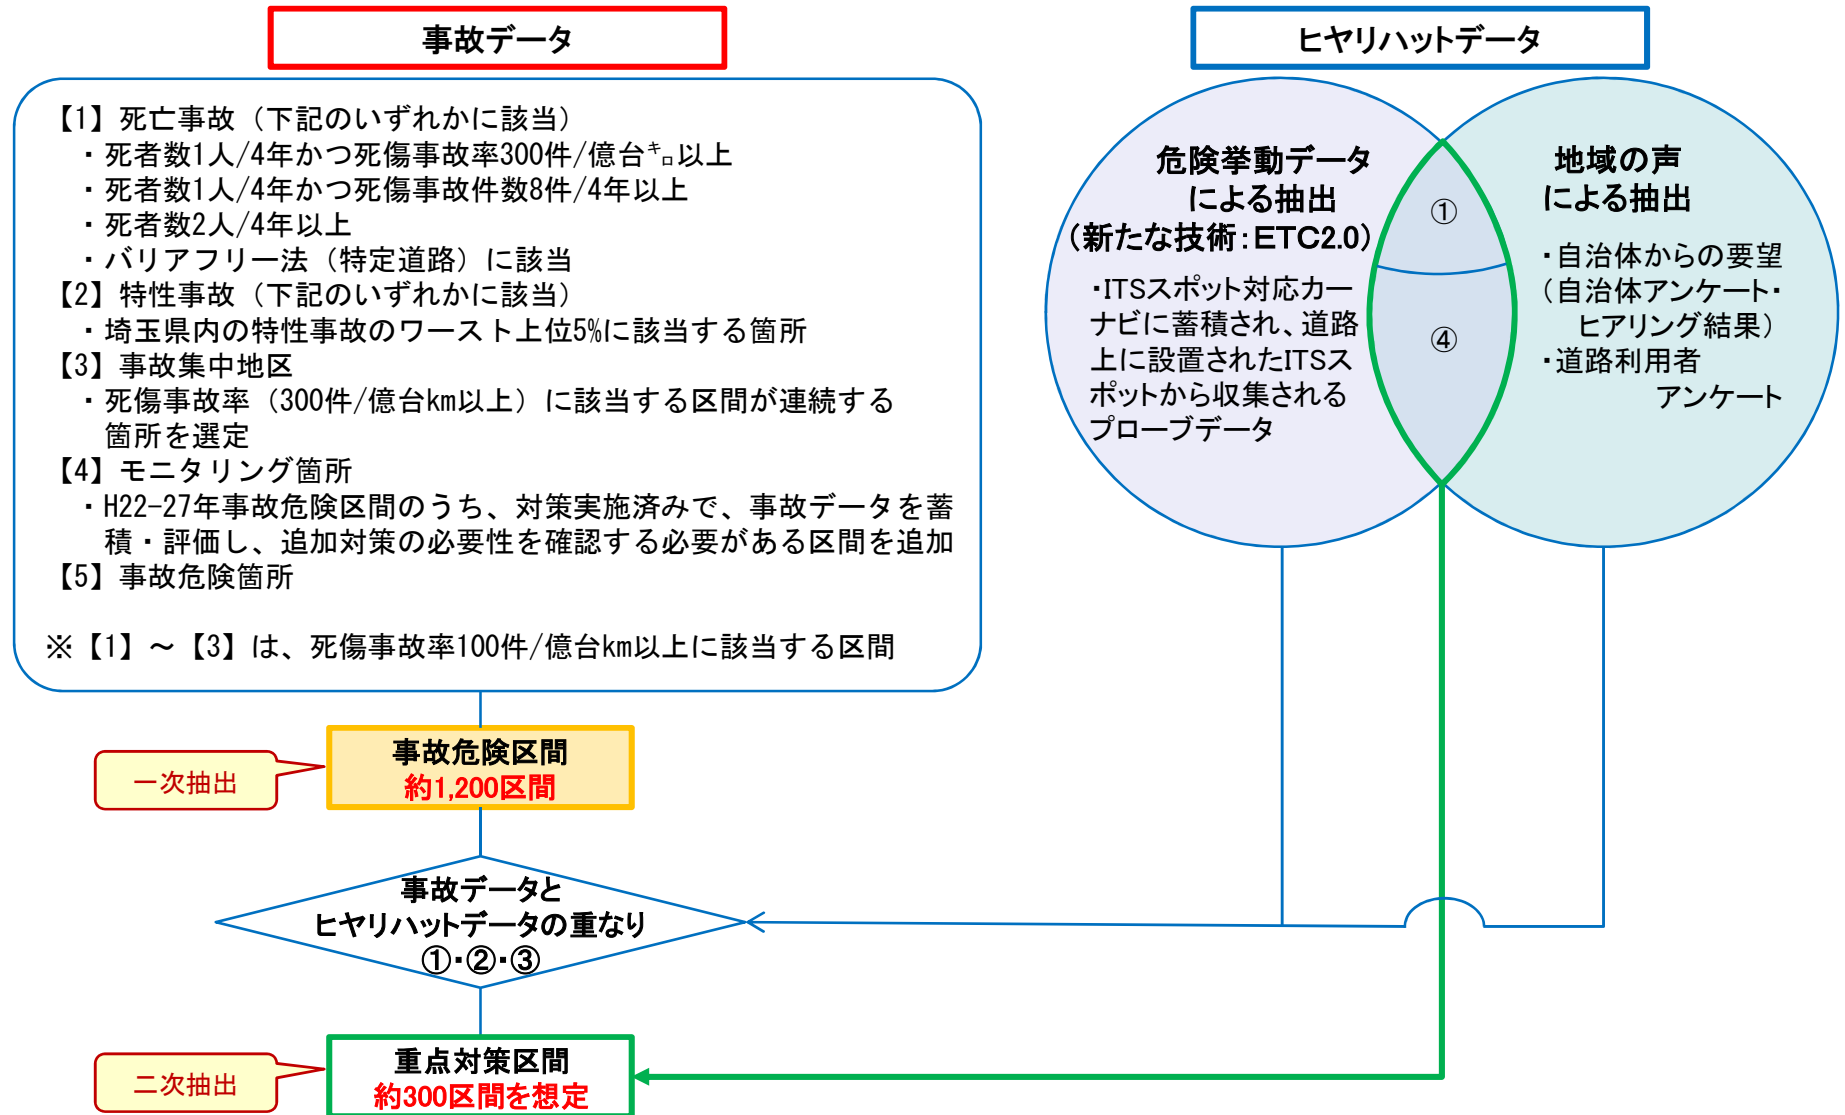 事故データ
【1】死亡事故（下記のいずれかに該当）
・死者数1人/4年かつ死傷事故率300件/億台㌔以上
・死者数1人/4年かつ死傷事故件数8件/4年以上
・死者数2人/4年以上
・バリアフリー法（特定道路）に該当
【2】特性事故（下記のいずれかに該当）
・埼玉県内の特性事故のワースト上位5%に該当する箇所
【3】事故集中地区
・死傷事故率（300件/億台km以上）に該当する区間が連続する
箇所を選定
【4】モニタリング箇所
・H22-27年事故危険区間のうち、対策実施済みで、事故データを蓄
積・評価し、追加対策の必要性を確認する必要がある区間を追加
【5】事故危険箇所
※【1】～【3】は、死傷事故率100件/億台km以上に該当する区間
ヒヤリハットデータ
危険挙動データ
による抽出
（新たな技術：ETC2.0）
・ITSスポット対応カー
ナビに蓄積され、道路
上に設置されたITSス
ポットから収集される
プローブデータ
①
④
地域の声
による抽出
・自治体からの要望
（自治体アンケート・
ヒアリング結果）
・道路利用者
アンケート
一次抽出
事故危険区間
約1,200区間
事故データと
ヒヤリハットデータの重なり
①・②・③
二次抽出
重点対策区間
約300区間を想定